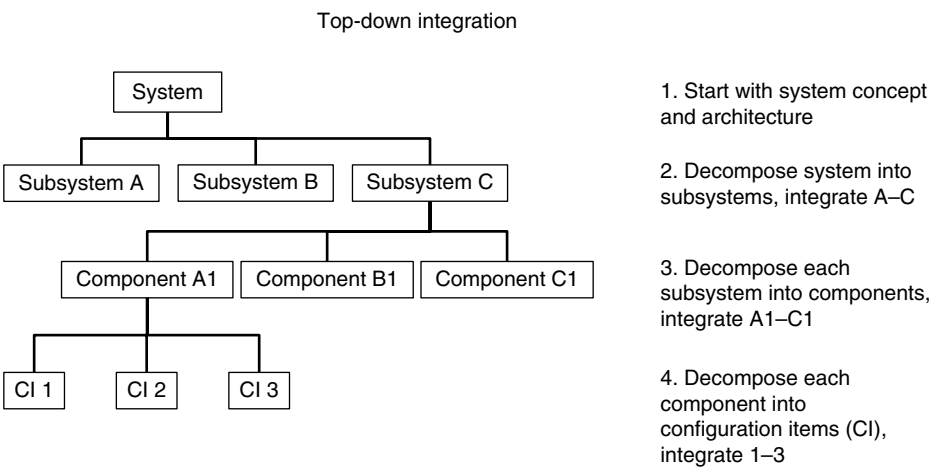 Top-down integration
System
Subsystem A
Subsystem B
Subsystem C
Component A1
Component B1
Component C1
CI 1
CI 2
CI 3
1. Start with system concept
and architecture
2. Decompose system into
subsystems, integrate A–C
3. Decompose each
subsystem into components,
integrate A1–C1
4. Decompose each
component into
configuration items (CI),
integrate 1–3